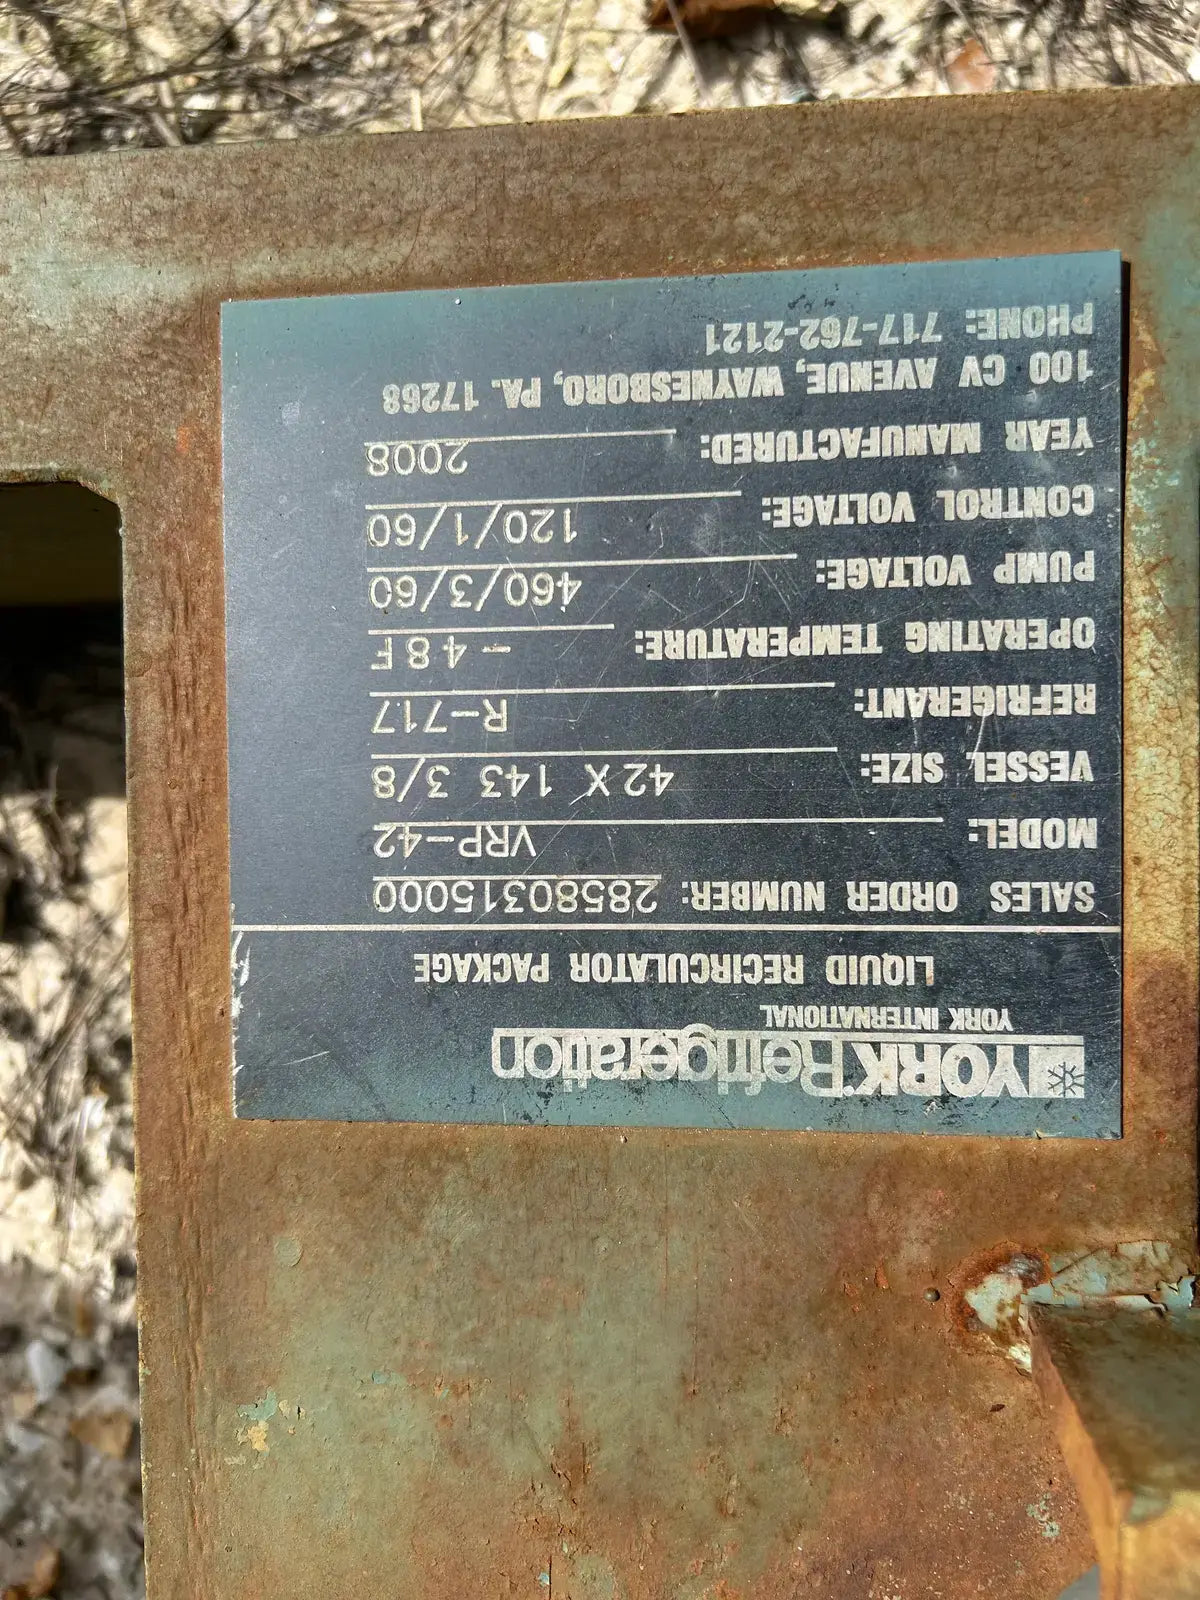 YORK Refrigeration
YORK INTERNATIONAL
LIQUID RECIRCULATOR PACKAGE
SALES ORDER NUMBER: 28580315000
MODEL: VRP-42
VESSEL SIZE: 42 X 143 3/8
REFRIGERANT: R-717
OPERATING TEMPERATURE: -48F
PUMP VOLTAGE: 460/3/60
CONTROL VOLTAGE: 120/1/60
YEAR MANUFACTURED: 2008
100 CV AVENUE, WAYNESBORO, PA. 17268
PHONE: 717-762-2121